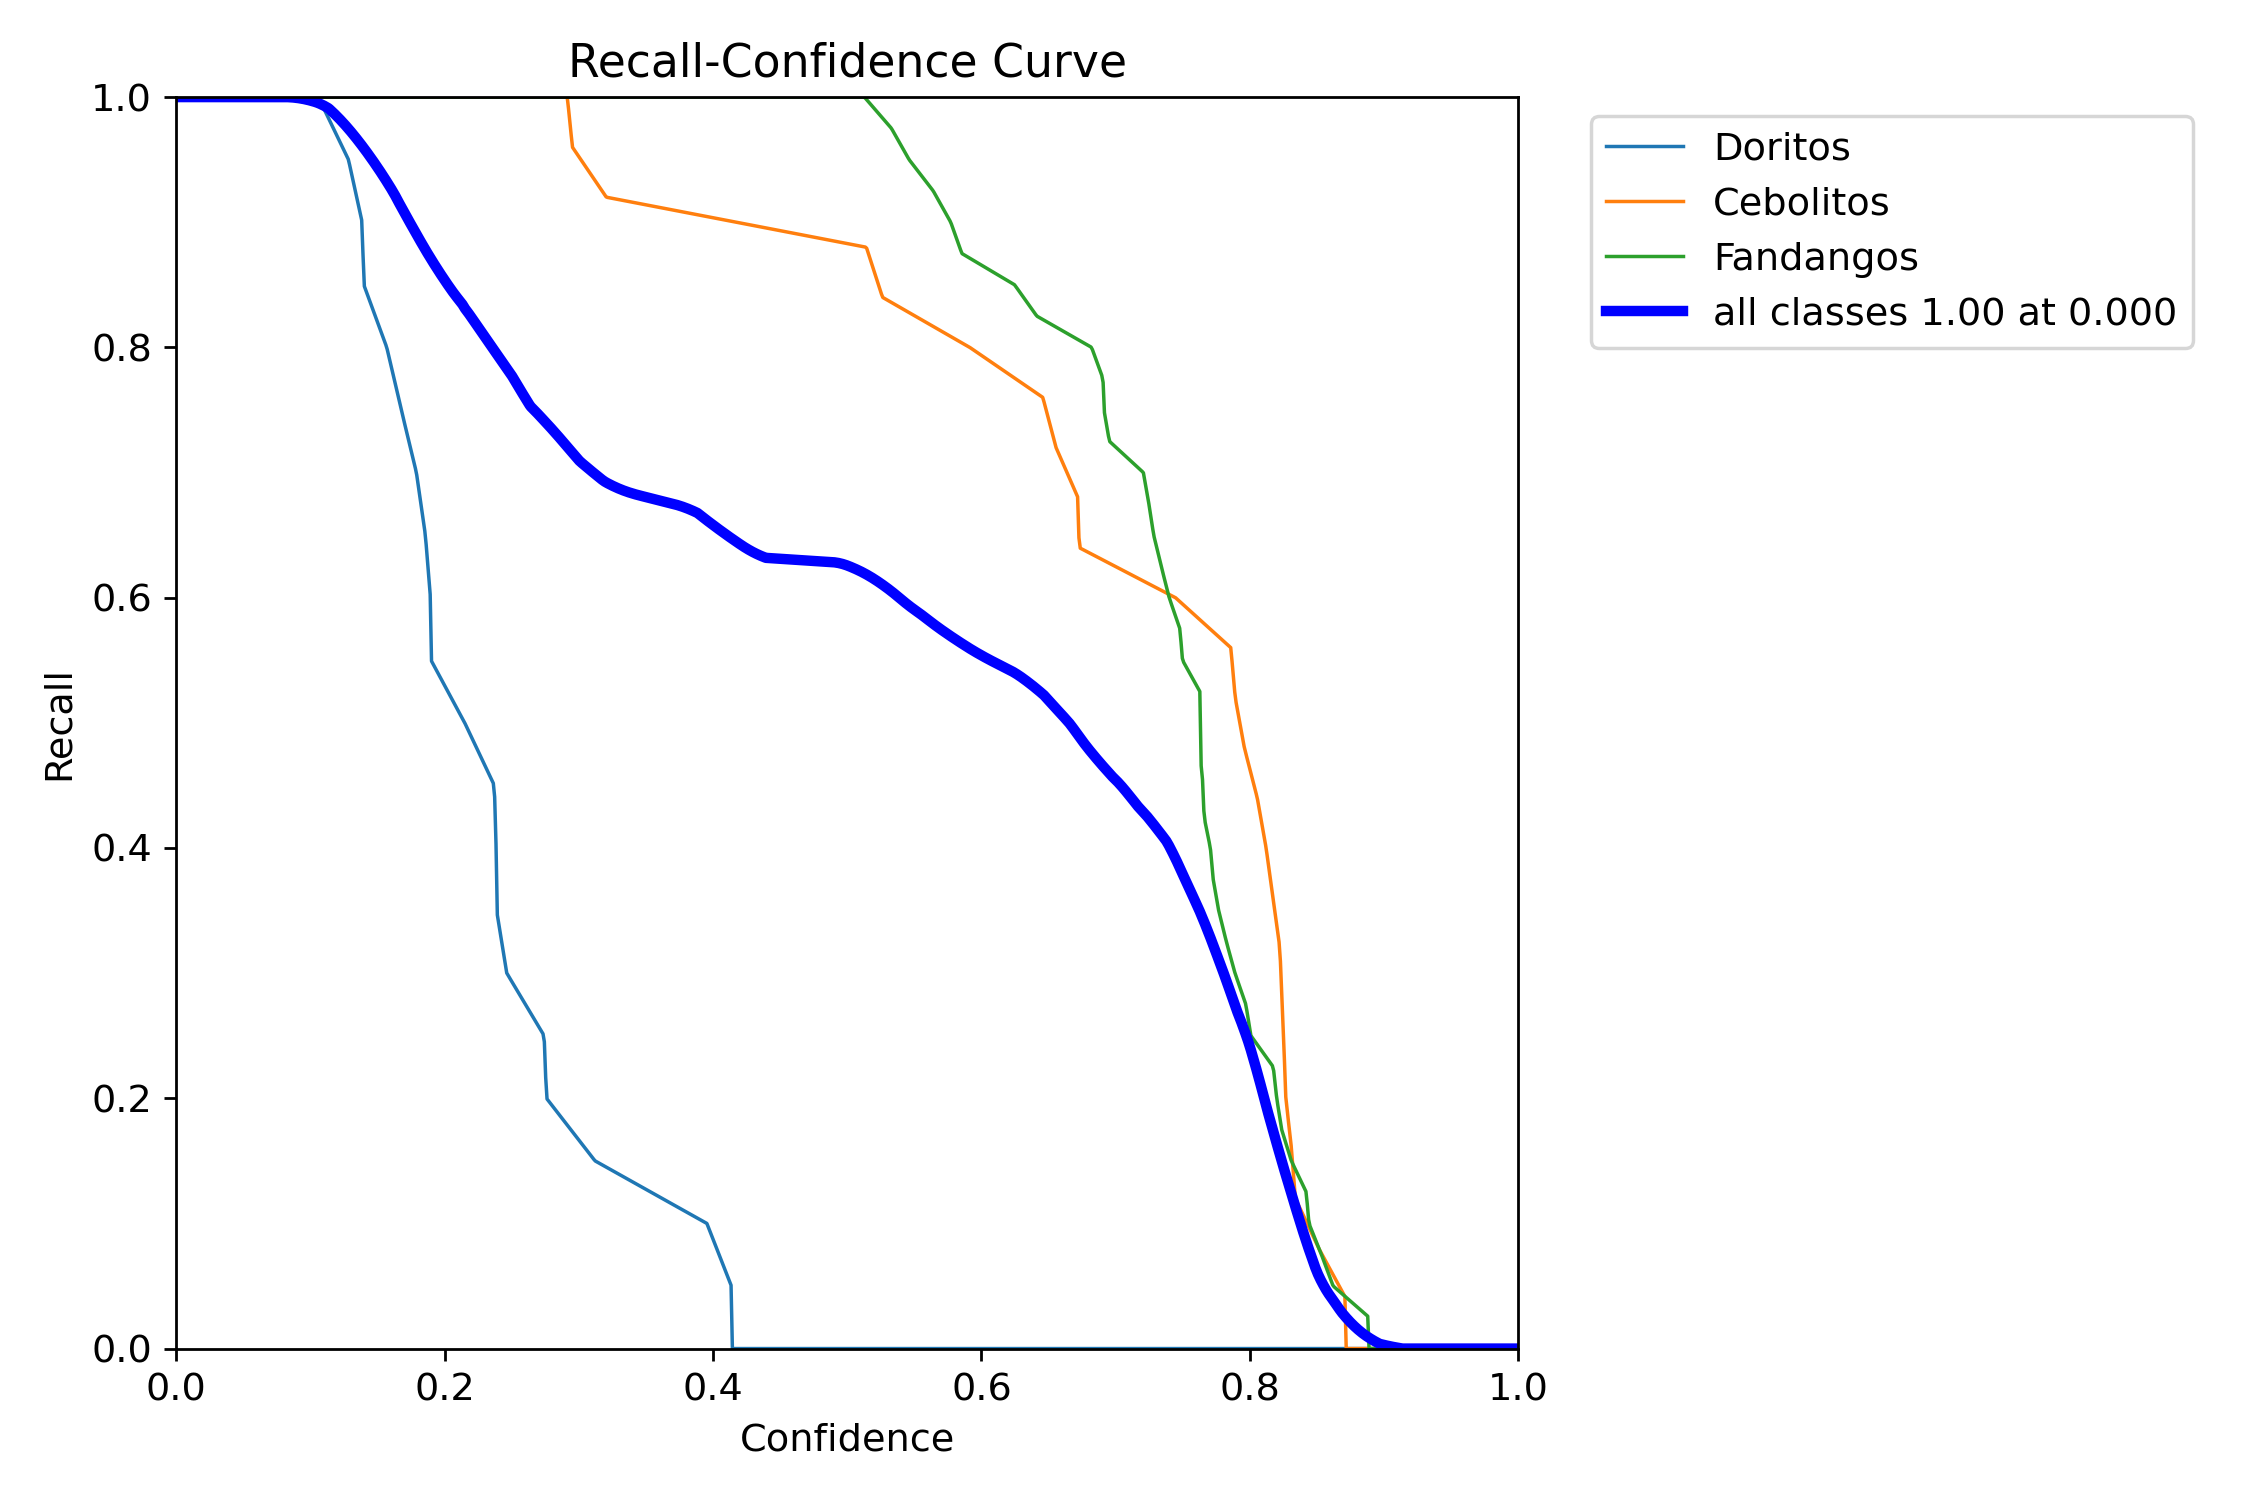 Recall-Confidence Curve
1.0
0.8
0.6
0.4
0.2
0.0
Recall
0.0 0.2 0.4 0.6 0.8 1.0
Confidence
Doritos
Cebolitos
Fandangos
all classes 1.00 at 0.000